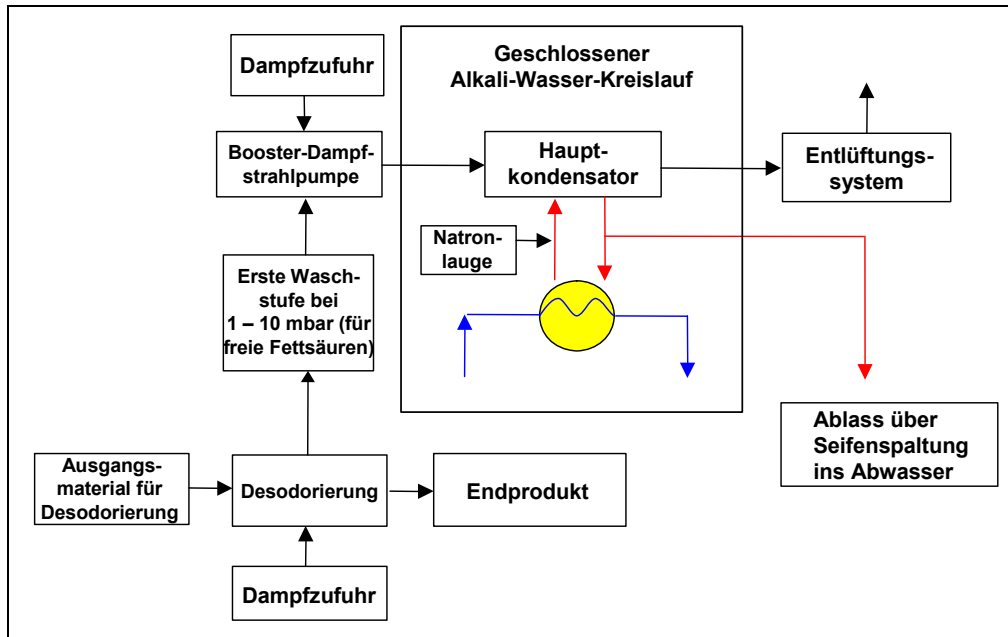 Dampfzufuhr
Geschlossener
Alkali-Wasser-Kreislauf
Booster-Dampf-
strahlpumpe
Haupt-
kondensator
Entlüftungs-
system
Natron-
lauge
Erste Wasch-
stufe bei
1 – 10 mbar (für
freie Fettsäuren)
Ablass über
Seifenspaltung
ins Abwasser
Ausgangs-
material für
Desodorierung
Desodorierung
Endprodukt
Dampfzufuhr